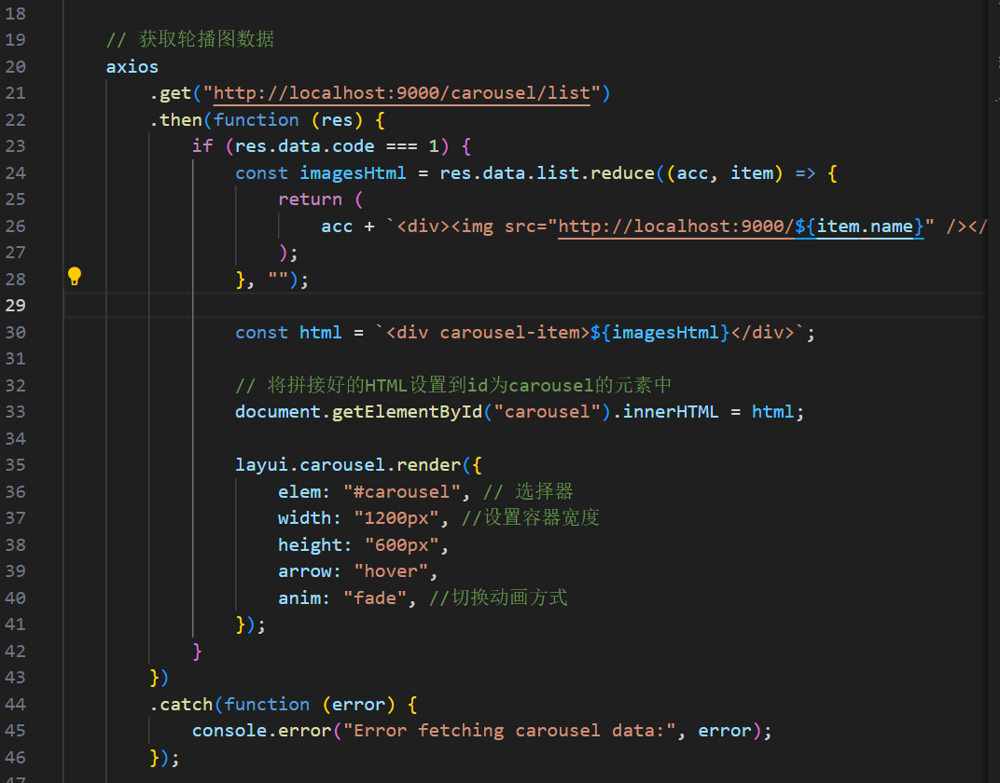 18
19 // 获取轮播图数据
20 axios
21 .get("http://localhost:9000/carousel/list")
22 .then(function (res) {
23 if (res.data.code === 1) {
24 const imagesHtml = res.data.list.reduce((acc, item) => {
25 return (
26 acc + `<div><img src="http://localhost:9000/${item.name}" /></
27 );
28 }, "");
29
30 const html = `<div carousel-item>${imagesHtml}</div>`;
31
32 // 将拼接好的HTML设置到id为carousel的元素中
33 document.getElementById("carousel").innerHTML = html;
34
35 layui.carousel.render({
36 elem: "#carousel", // 选择器
37 width: "1200px", //设置容器宽度
38 height: "600px",
39 arrow: "hover",
40 anim: "fade", //切换动画方式
41 });
42 }
43 })
44 .catch(function (error) {
45 console.error("Error fetching carousel data:", error);
46 });
47